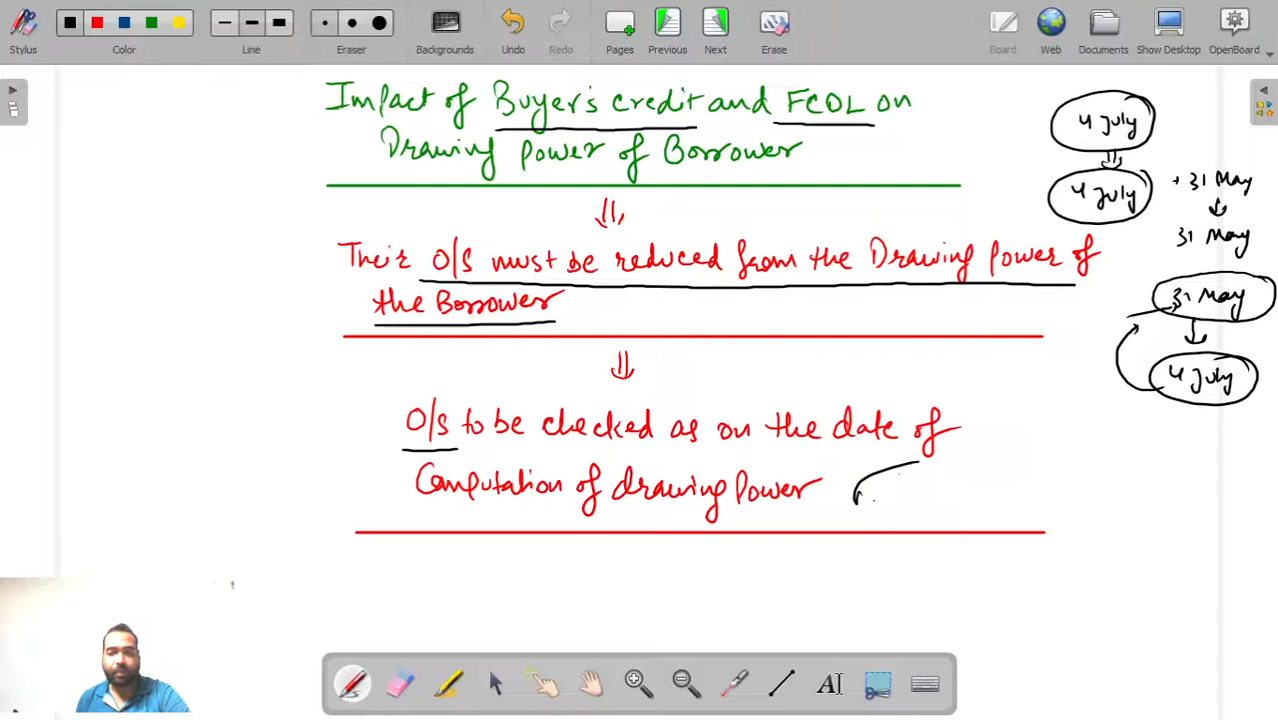 Stylus
Color
Line
Eraser
Backgrounds
Undo
Redo
Pages
Previous
Next
Erase
Board
Web
Documents
Show Desktop
OpenBoard
Impact of Buyer's credit and FCDL on
Drawing Power of Borrower
Their O/S must be reduced from the Drawing Power of
the Borrower
O/S to be checked as on the date of
Computation of drawing Power
4 July
4 July
31 May
31 May
31 May
4 July